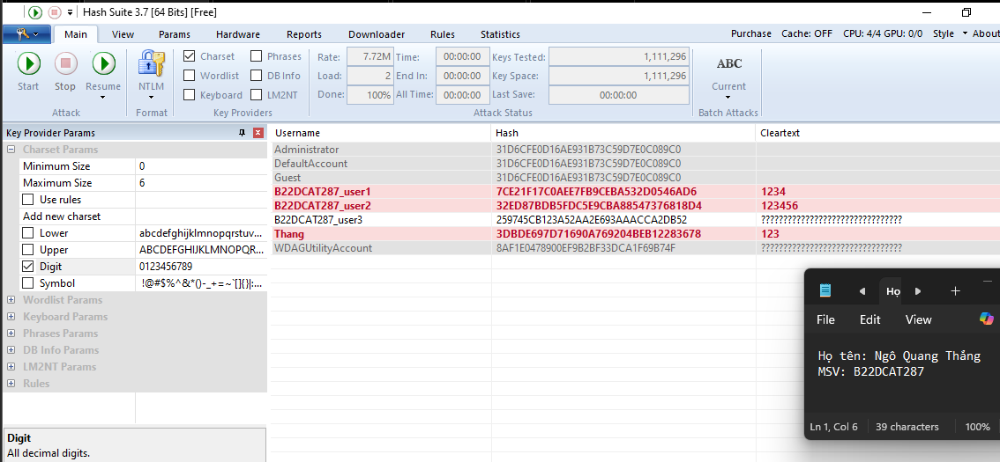 Hash Suite 3.7 [64 Bits] [Free]
Main View Params Hardware Reports Downloader Rules Statistics Purchase Cache: OFF CPU: 4/4 GPU: 0/0 Style About
Start Stop Resume
Attack
NTLM
Format
Charset Phrases
Wordlist DB Info
Keyboard LM2NT
Key Providers
Rate: 7.72M Time: 00:00:00 Keys Tested: 1,111,296
Load: 2 End In: 00:00:00 Key Space: 1,111,296
Done: 100% All Time: 00:00:00 Last Save: 00:00:00
Attack Status
ABC
Current
Batch Attacks
Key Provider Params
Charset Params
Minimum Size 0
Maximum Size 6
Use rules
Add new charset
Lower abcdefghijklmnopqrstuv...
Upper ABCDEFGHIJKLMNOPQR...
Digit 0123456789
Symbol !@#$%^&*()-_+=~`[]{}|:...
Wordlist Params
Keyboard Params
Phrases Params
DB Info Params
LM2NT Params
Rules
Digit
All decimal digits.
Username Hash Cleartext
Administrator 31D6CFE0D16AE931B73C59D7E0C089C0
DefaultAccount 31D6CFE0D16AE931B73C59D7E0C089C0
Guest 31D6CFE0D16AE931B73C59D7E0C089C0
B22DCAT287_user1 7CE21F17C0AEE7FB9CEBA532D0546AD6 1234
B22DCAT287_user2 32ED87BDB5FDC5E9CBA88547376818D4 123456
B22DCAT287_user3 259745CB123A52AA2E693AAACCA2DB52 ????????????????????????????????
Thang 3DBDE697D71690A769204BEB12283678 123
WDAGUtilityAccount 8AF1E0478900EF9B2BF33DCA1F69B74F ????????????????????????????????
Họ
File Edit View
Họ tên: Ngô Quang Thắng
MSV: B22DCAT287
Ln 1, Col 6 39 characters 100%